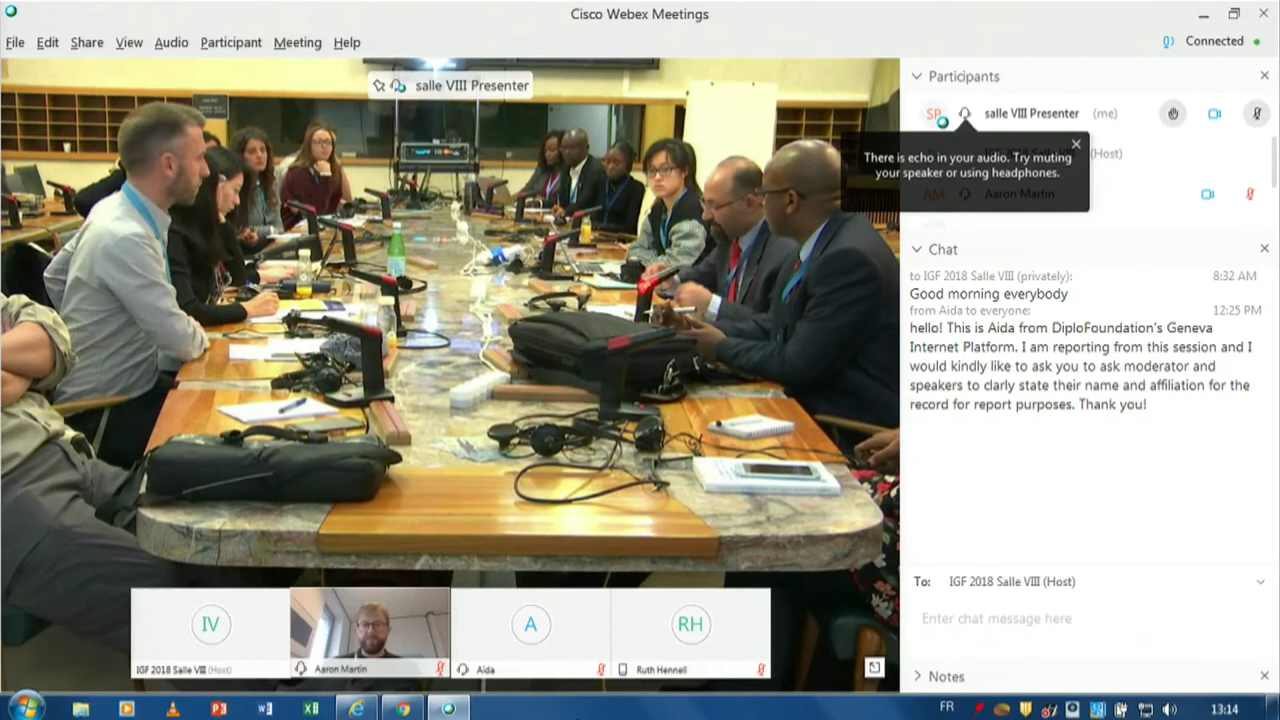 Cisco Webex Meetings
File Edit Share View Audio Participant Meeting Help
Connected
salle VIII Presenter
Participants
SP salle VIII Presenter (me)
There is echo in your audio. Try muting
your speaker or using headphones.
(Host)
AM Aaron Martin
Chat
to IGF 2018 Salle VIII (privately): 8:32 AM
Good morning everybody
from Aida to everyone: 12:25 PM
hello! This is Aida from DiploFoundation's Geneva
Internet Platform. I am reporting from this session and I
would kindly like to ask you to ask moderator and
speakers to clarly state their name and affiliation for the
record for report purposes. Thank you!
IV
IGF 2018 Salle VIII (Host)
Aaron Martin
A
Aida
RH
Ruth Hennell
To: IGF 2018 Salle VIII (Host)
Enter chat message here
Notes
FR
13:14